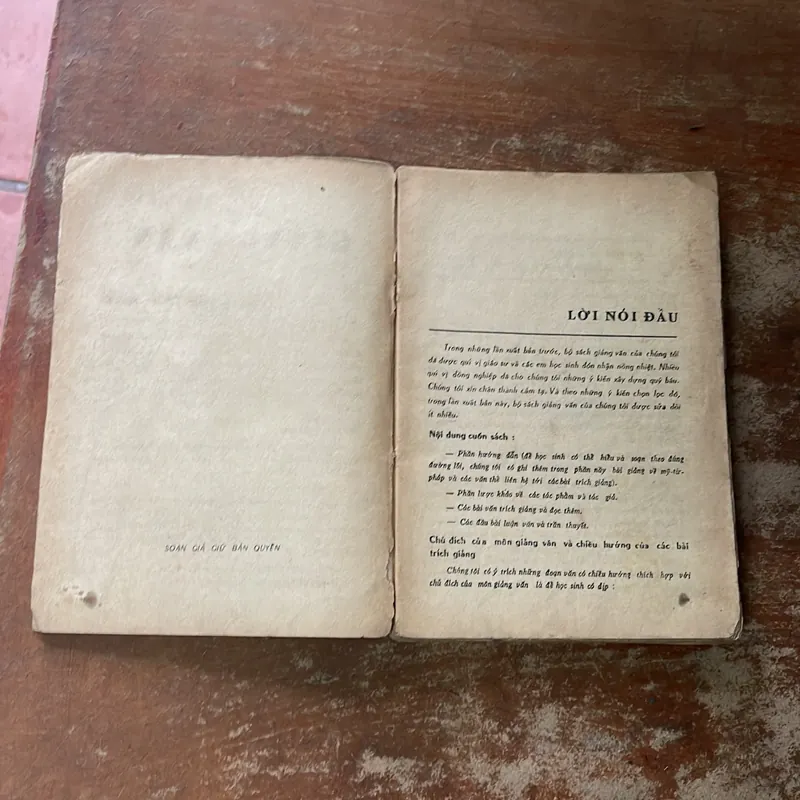 SOẠN GIẢ GIỮ BẢN QUYỀN
LỜI NÓI ĐẦU
Trong những lần xuất bản trước, bộ sách giảng văn của chúng tôi
đã được quí vị giáo sư và các em học sinh đón nhận nồng nhiệt. Nhiều
quí vị đồng nghiệp đã cho chúng tôi những ý kiến xây dựng quý báu.
Chúng tôi xin chân thành cảm tạ. Và theo những ý kiến chọn lọc đó,
trong lần xuất bản này, bộ sách giảng văn của chúng tôi được sửa đổi
ít nhiều.
Nội dung cuốn sách :
— Phần hướng dẫn (để học sinh có thể hiểu và soạn theo đúng
đường lối, chúng tôi có ghi thêm trong phần này bài giảng về mỹ-từ-
pháp và các văn thể liên hệ tới các bài trích giảng).
— Phần lược khảo về các tác phẩm và tác giả.
— Các bài văn trích giảng và đọc thêm.
— Các đầu bài luận văn và trần thuyết.
Chủ đích của môn giảng văn và chiều hướng của các bài
trích giảng
Chúng tôi cố ý trích những đoạn văn có chiều hướng thích hợp với
chủ đích của môn giảng văn là để học sinh có dịp :